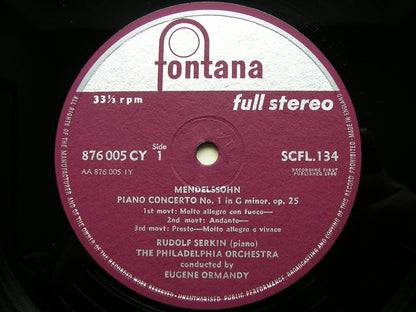 fontana
33⅓ rpm
full stereo
876 005 CY
Side
1
SCFL.134
AA 876 005 1Y
RECORDING FIRST
PUBLISHED 1960
MENDELSSOHN
PIANO CONCERTO No. 1 in G minor, op. 25
1st movt: Molto allegro con fuoco—
2nd movt: Andante—
3rd movt: Presto—Molto allegro e vivace
RUDOLF SERKIN (piano)
THE PHILADELPHIA ORCHESTRA
conducted by
EUGENE ORMANDY
ALL RIGHTS OF THE MANUFACTURER AND OF THE OWNER OF THE RECORDED WORK RESERVED · UNAUTHORISED PUBLIC PERFORMANCE, BROADCASTING AND COPYING OF THIS RECORD PROHIBITED · MADE IN ENGLAND